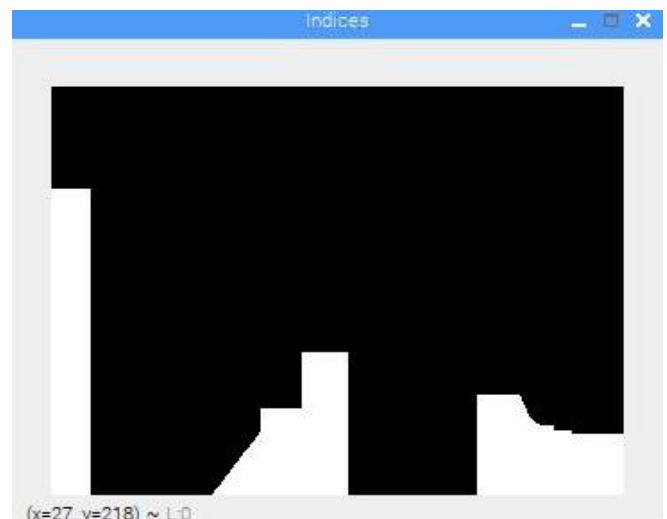 Indices
(x=27, y=218) ~ L:0